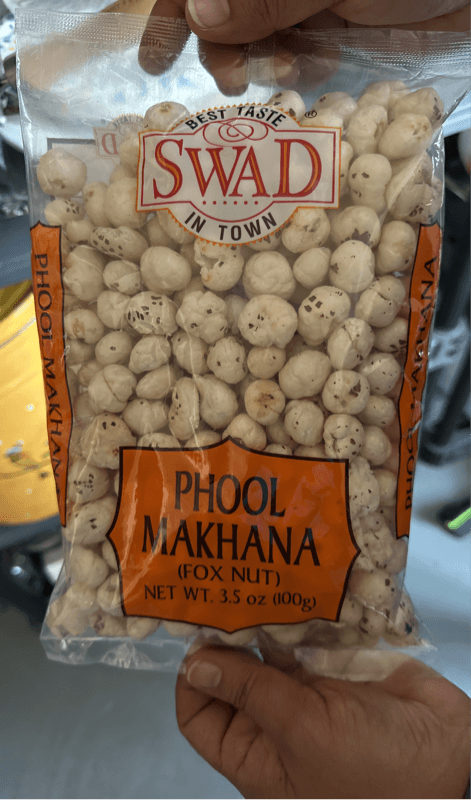 BEST TASTE
®
SWAD
IN TOWN
PHOOL MAKHANA
PHOOL MAKHANA
PHOOL
MAKHANA
(FOX NUT)
NET WT. 3.5 oz (100g)